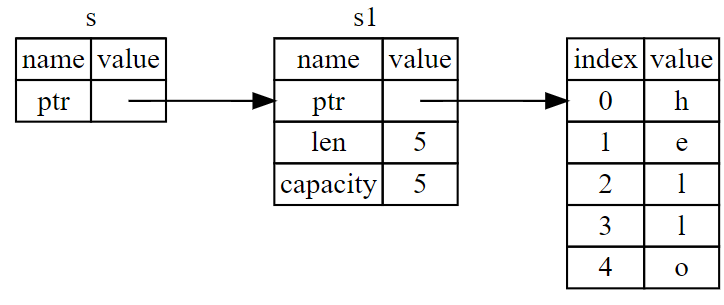 s
name value
ptr
s1
name value
ptr
len 5
capacity 5
index value
0 h
1 e
2 l
3 l
4 o